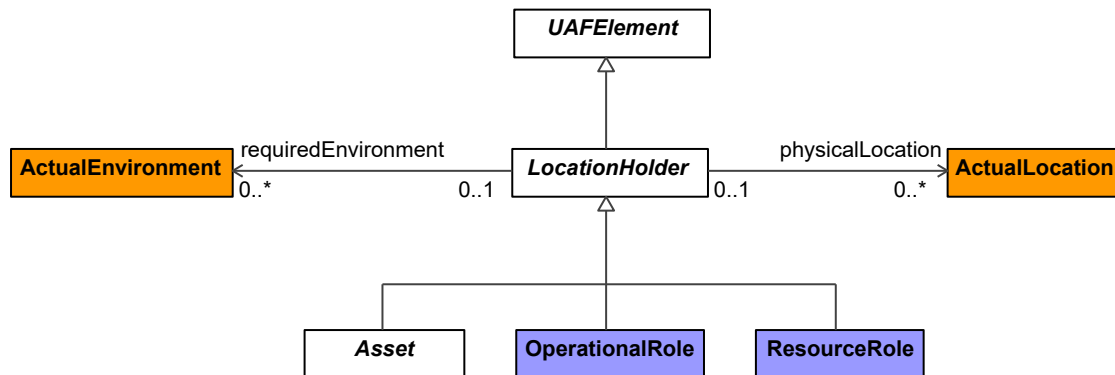 UAFElement
requiredEnvironment
physicalLocation
ActualEnvironment
LocationHolder
ActualLocation
0..*
0..1
0..1
0..*
Asset
OperationalRole
ResourceRole